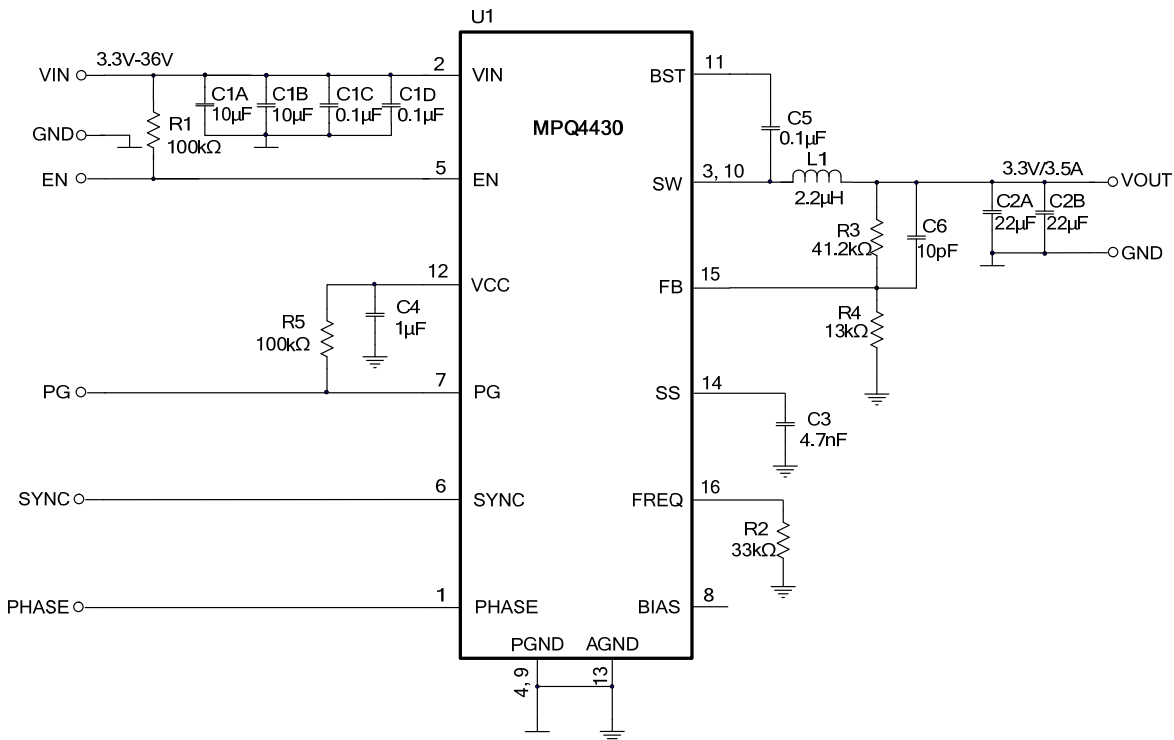 U1
MPQ4430
VIN
3.3V-36V
2
VIN
C1A
10µF
C1B
10µF
C1C
0.1µF
C1D
0.1µF
GND
R1
100kΩ
EN
5
EN
12
VCC
R5
100kΩ
C4
1µF
PG
7
PG
SYNC
6
SYNC
PHASE
1
PHASE
BST
11
C5
0.1µF
SW
3, 10
L1
2.2µH
3.3V/3.5A
VOUT
R3
41.2kΩ
C6
10pF
C2A
22µF
C2B
22µF
GND
FB
15
R4
13kΩ
SS
14
C3
4.7nF
FREQ
16
R2
33kΩ
BIAS
8
PGND
AGND
4, 9
13